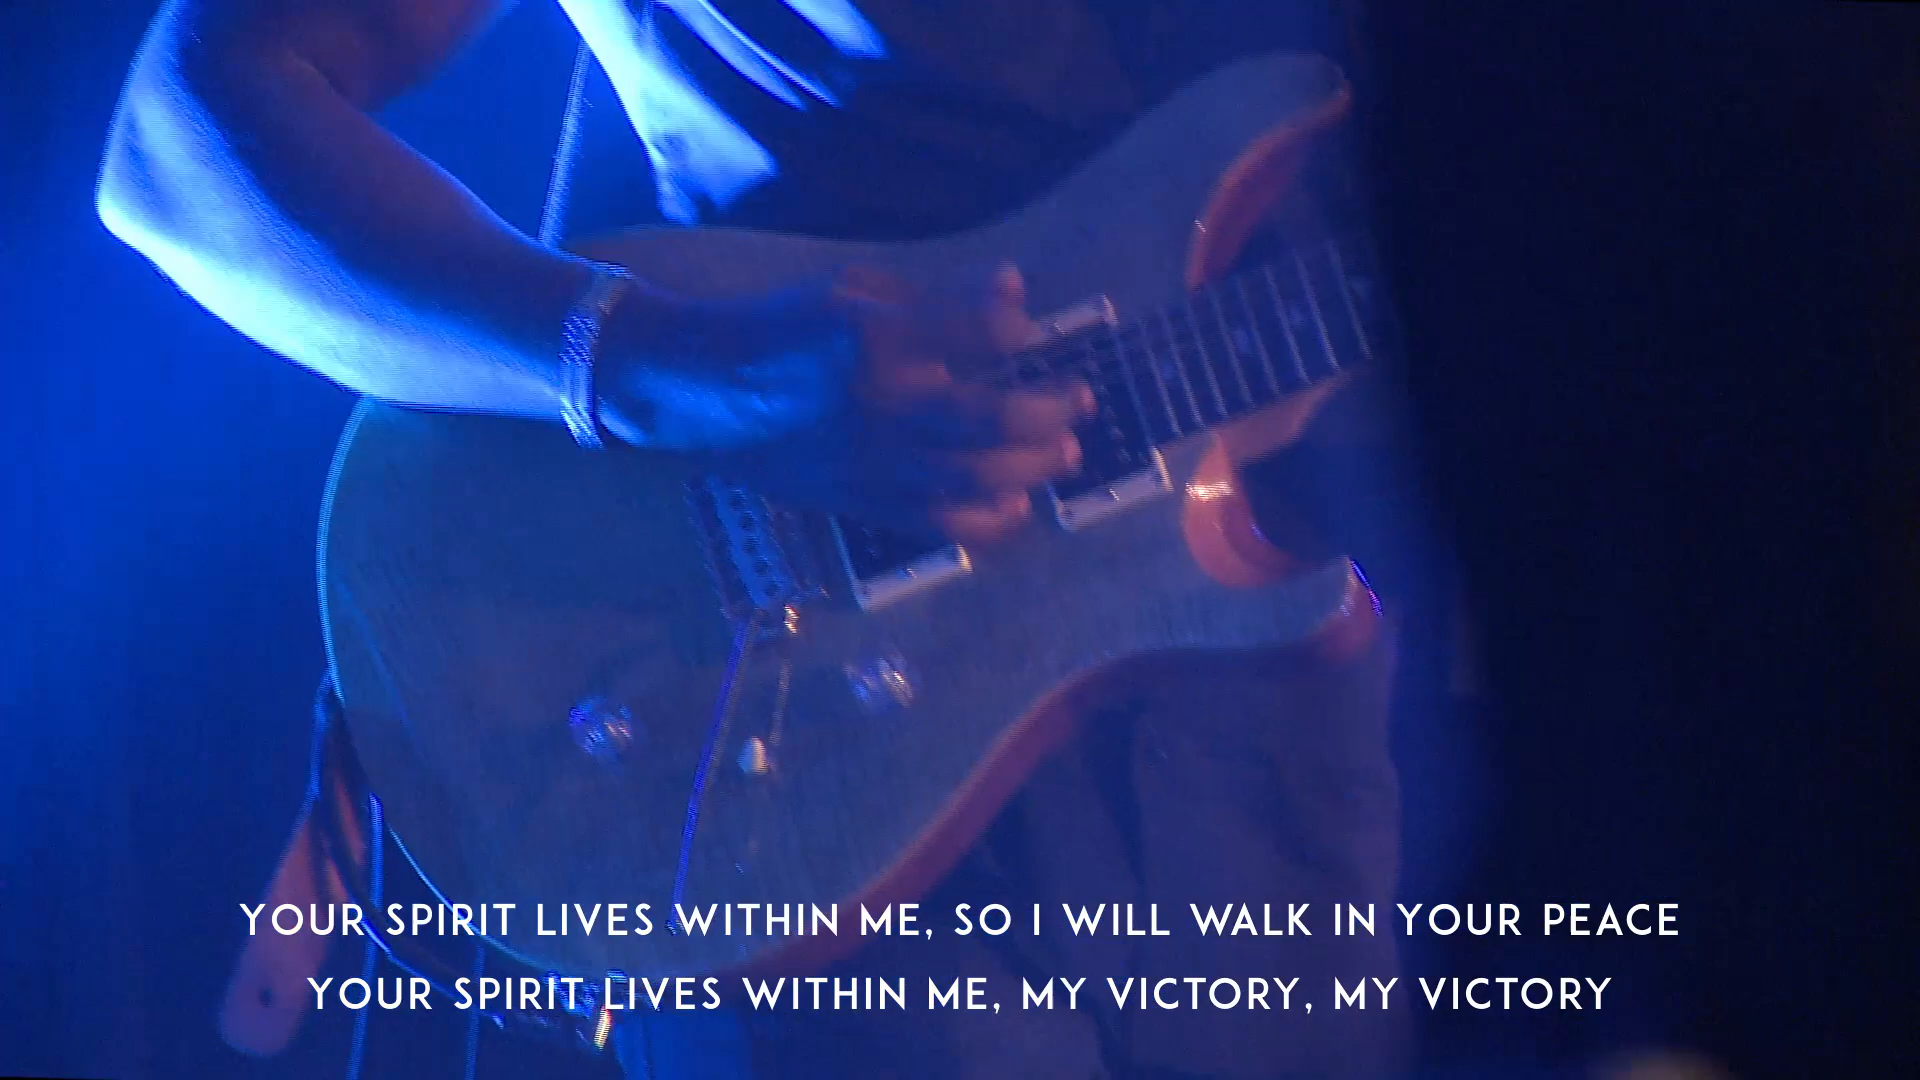 YOUR SPIRIT LIVES WITHIN ME, SO I WILL WALK IN YOUR PEACE
YOUR SPIRIT LIVES WITHIN ME, MY VICTORY, MY VICTORY